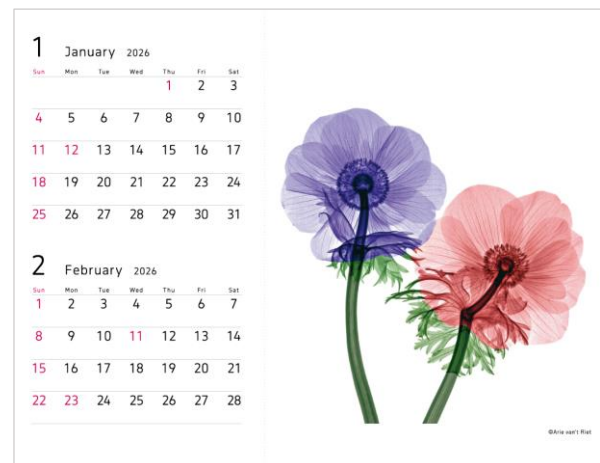 1 January 2026
Sun Mon Tue Wed Thu Fri Sat
1 2 3
4 5 6 7 8 9 10
11 12 13 14 15 16 17
18 19 20 21 22 23 24
25 26 27 28 29 30 31
2 February 2026
Sun Mon Tue Wed Thu Fri Sat
1 2 3 4 5 6 7
8 9 10 11 12 13 14
15 16 17 18 19 20 21
22 23 24 25 26 27 28
©Arie van't Riet